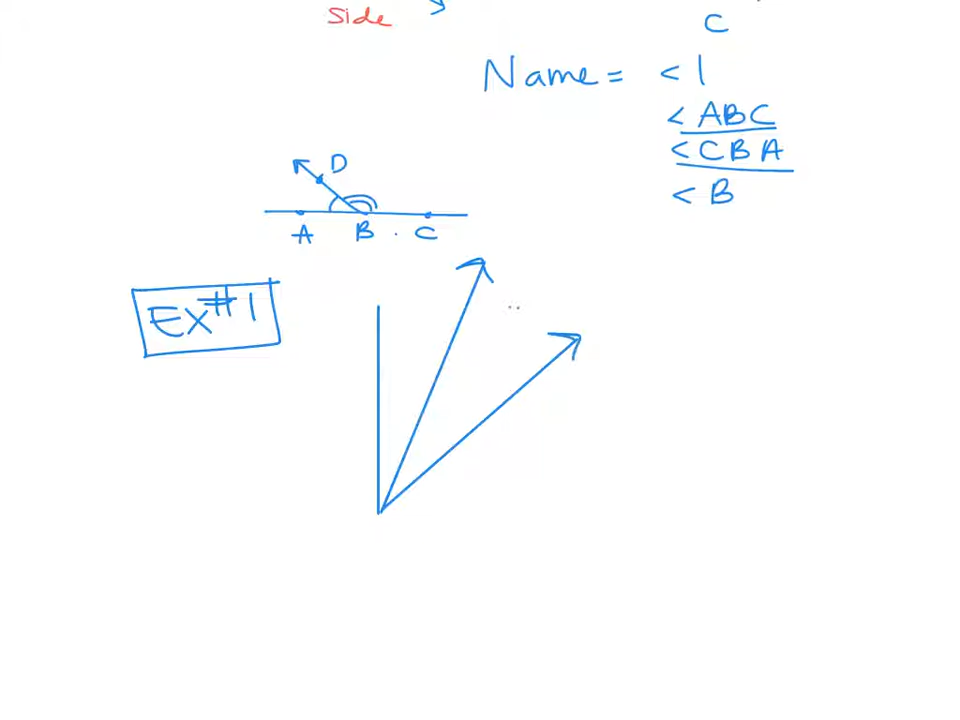 Side
C
Name = < 1
< ABC
< CBA
< B
D
A B C
Ex#1